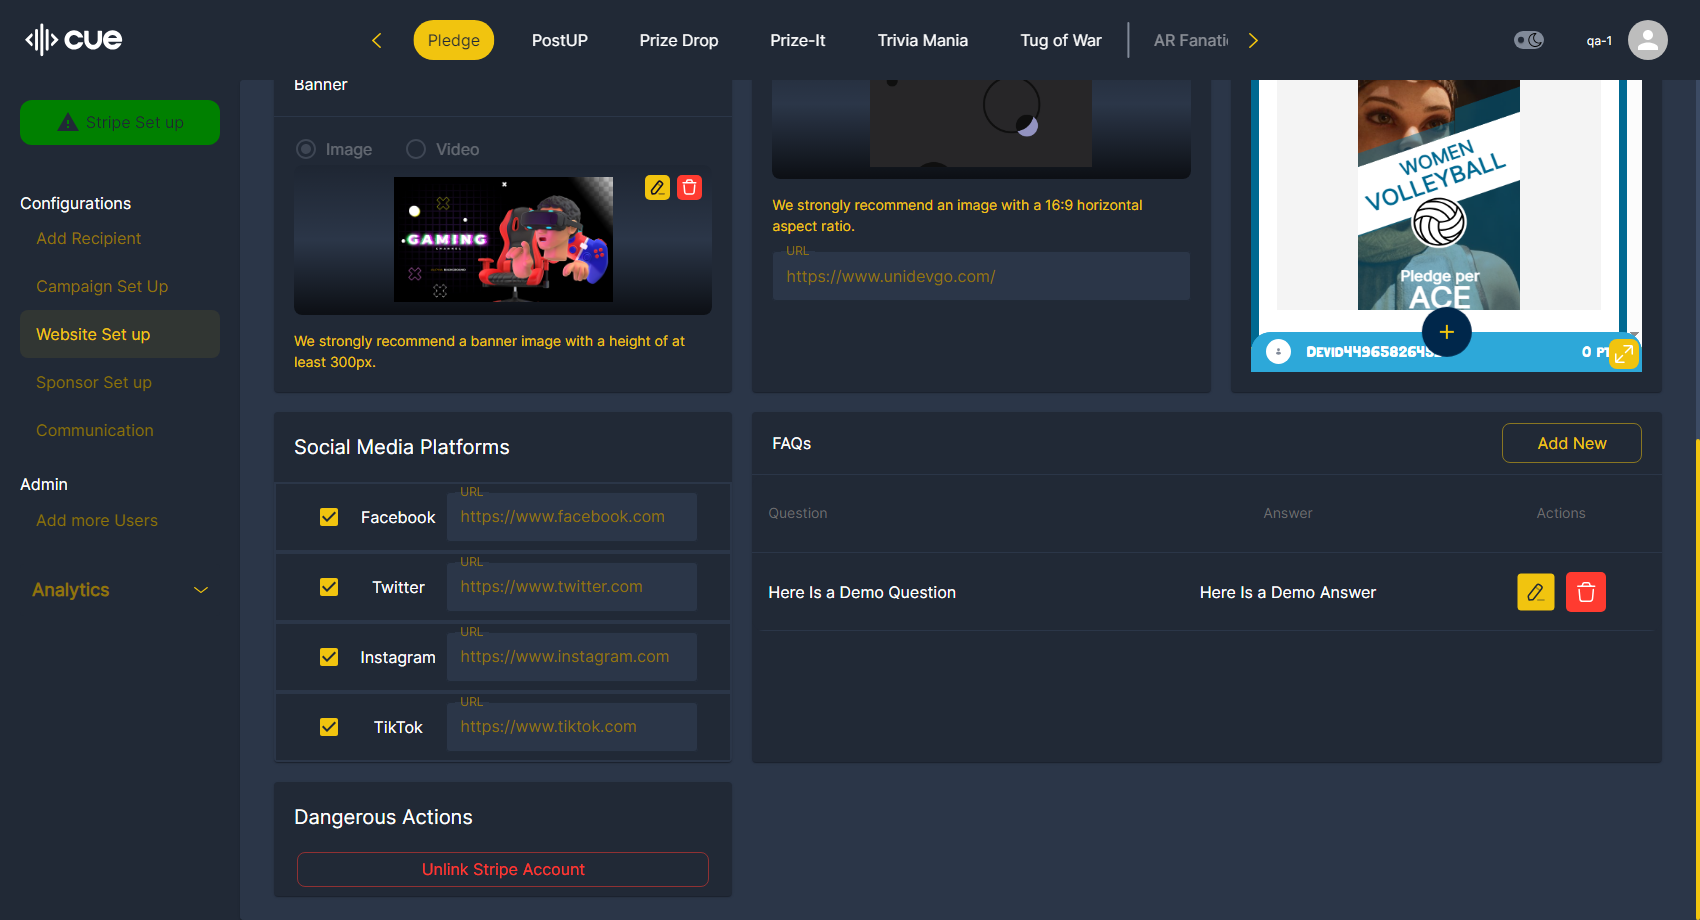 cue
Pledge
PostUP
Prize Drop
Prize-It
Trivia Mania
Tug of War
AR Fanati
qa-1
Stripe Set up
Configurations
Add Recipient
Campaign Set Up
Website Set up
Sponsor Set up
Communication
Admin
Add more Users
Analytics
Banner
Image
Video
GAMING
We strongly recommend a banner image with a height of at
least 300px.
We strongly recommend an image with a 16:9 horizontal
aspect ratio.
URL
https://www.unidevgo.com/
WOMEN
VOLLEYBALL
Pledge per
ACE
0 PT
Social Media Platforms
Facebook
URL
https://www.facebook.com
Twitter
URL
https://www.twitter.com
Instagram
URL
https://www.instagram.com
TikTok
URL
https://www.tiktok.com
FAQs
Add New
Question
Answer
Actions
Here Is a Demo Question
Here Is a Demo Answer
Dangerous Actions
Unlink Stripe Account